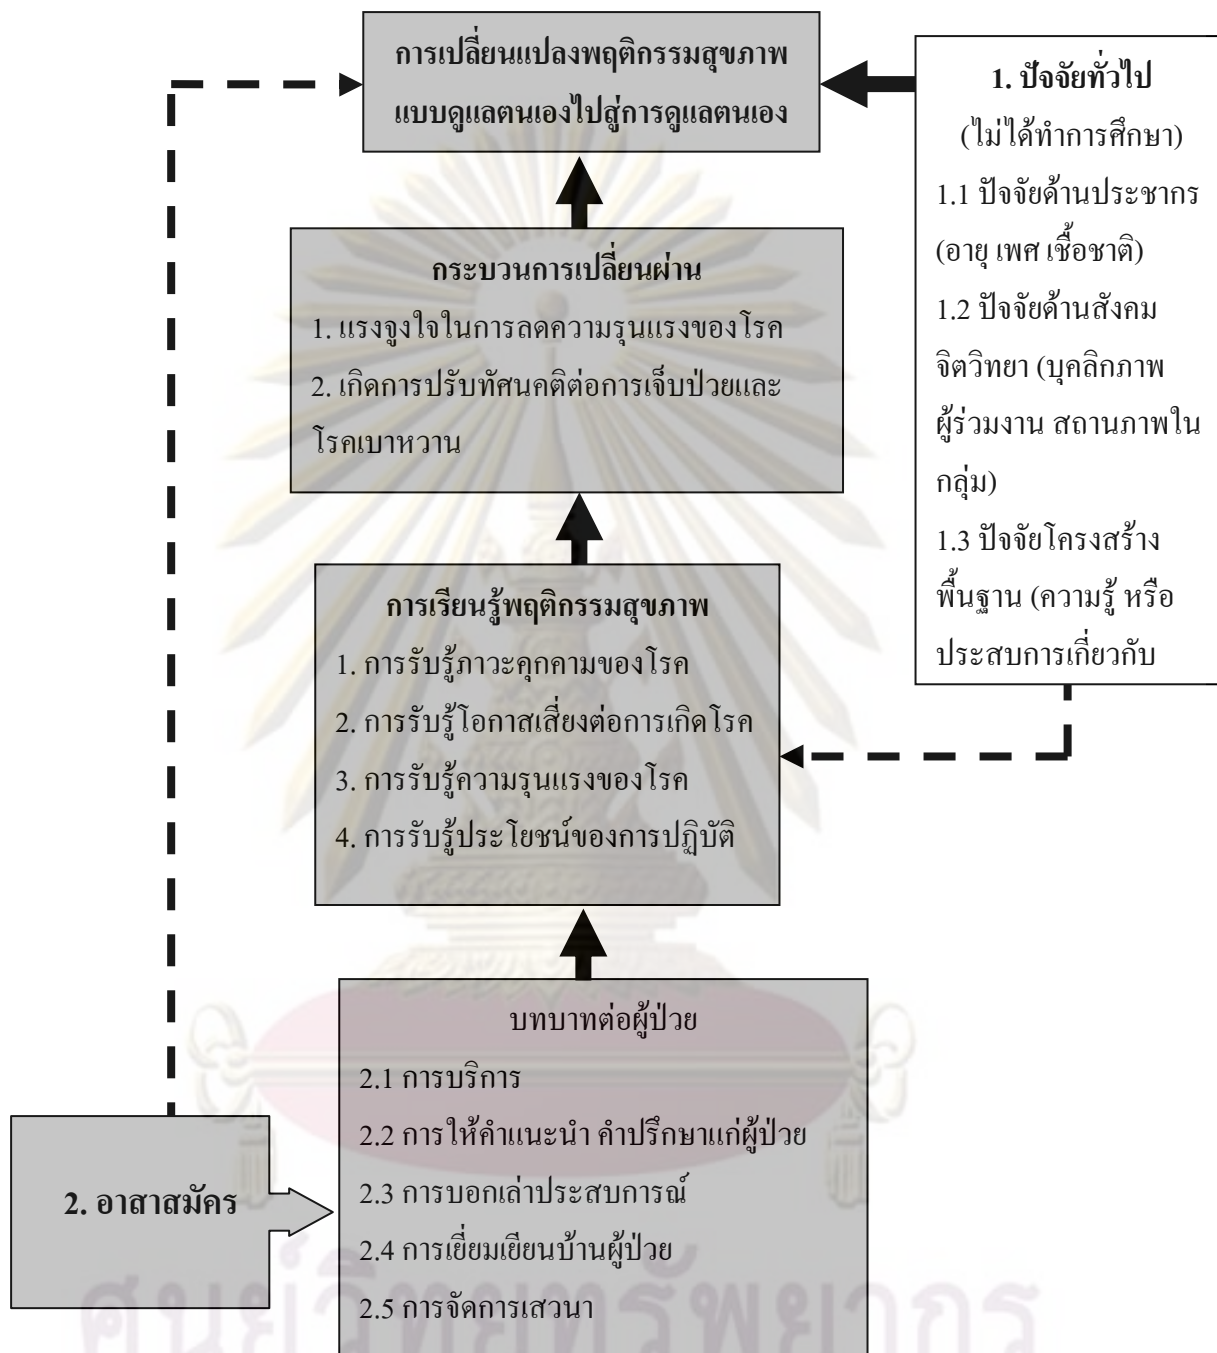 การเปลี่ยนแปลงพฤติกรรมสุขภาพ
แบบดูแลตนเองไปสู่การดูแลตนเอง
1. ปัจจัยทั่วไป
(ไม่ได้ทำการศึกษา)
1.1 ปัจจัยด้านประชากร
(อายุ เพศ เชื้อชาติ)
1.2 ปัจจัยด้านสังคม
จิตวิทยา (บุคลิกภาพ
ผู้ร่วมงาน สถานภาพใน
กลุ่ม)
1.3 ปัจจัยโครงสร้าง
พื้นฐาน (ความรู้ หรือ
ประสบการเกี่ยวกับ
กระบวนการเปลี่ยนผ่าน
1. แรงจูงใจในการลดความรุนแรงของโรค
2. เกิดการปรับทัศนคติต่อการเจ็บป่วยและ
โรคเบาหวาน
การเรียนรู้พฤติกรรมสุขภาพ
1. การรับรู้ภาวะคุกคามของโรค
2. การรับรู้โอกาสเสี่ยงต่อการเกิดโรค
3. การรับรู้ความรุนแรงของโรค
4. การรับรู้ประโยชน์ของการปฏิบัติ
บทบาทต่อผู้ป่วย
2.1 การบริการ
2.2 การให้คำแนะนำ คำปรึกษาแก่ผู้ป่วย
2.3 การบอกเล่าประสบการณ์
2.4 การเยี่ยมเยียนบ้านผู้ป่วย
2.5 การจัดการเสวนา
2. อาสาสมัคร
ศูนย์วิทยทรัพยากร